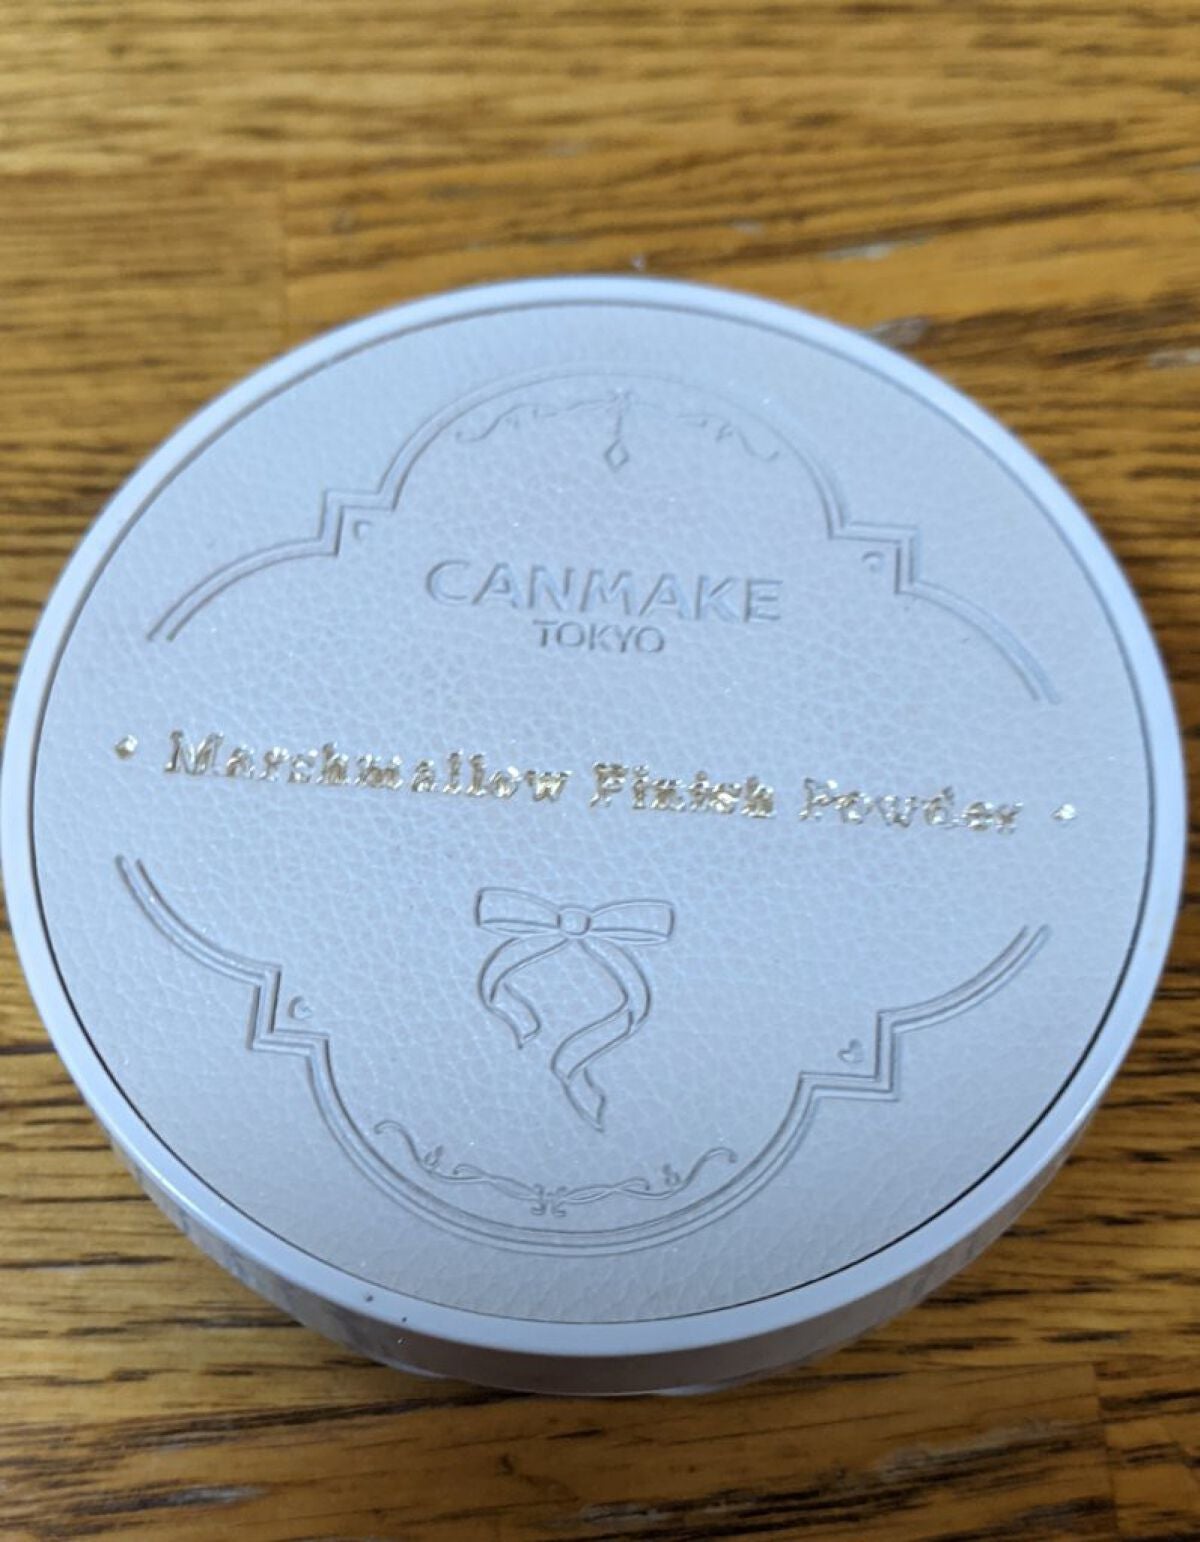 CANMAKE
TOKYO
• Marshmallow Finish Powder •